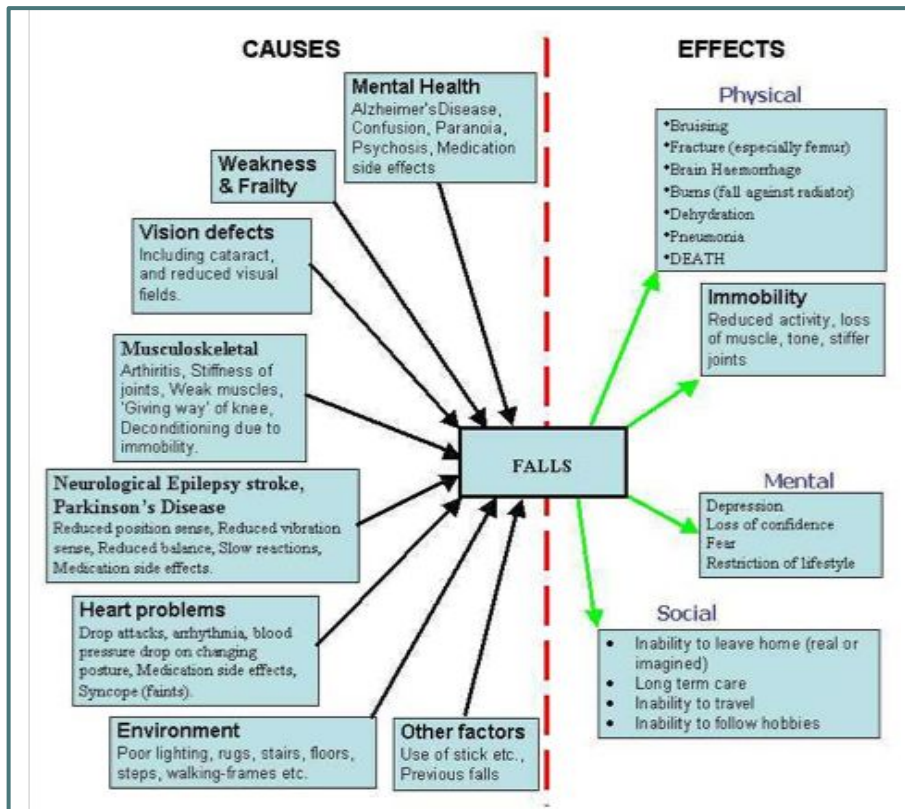 CAUSES
EFFECTS
Mental Health
Alzheimer'sDisease,
Confusion, Paranoia,
Psychosis, Medication
side effects
Weakness
& Frailty
Vision defects
Including cataract,
and reduced visual
fields.
Musculoskeletal
Arthiritis, Stiffness of
joints, Weak muscles,
'Giving way' of knee,
Deconditioning due to
immobility.
Neurological Epilepsy stroke,
Parkinson's Disease
Reduced position sense, Reduced vibration
sense, Reduced balance, Slow reactions,
Medication side effects.
Heart problems
Drop attacks, arrhythmia, blood
pressure drop on changing
posture, Medication side effects,
Syncope (faints).
Environment
Poor lighting, rugs, stairs, floors,
steps, walking-frames etc.
Other factors
Use of stick etc.,
Previous falls
FALLS
Physical
•Bruising
•Fracture (especially femur)
•Brain Haemorrhage
•Burns (fall against radiator)
•Dehydration
•Pneumonia
•DEATH
Immobility
Reduced activity, loss
of muscle, tone, stiffer
joints
Mental
Depression
Loss of confidence
Fear
Restriction of lifestyle
Social
• Inability to leave home (real or
imagined)
• Long term care
• Inability to travel
• Inability to follow hobbies